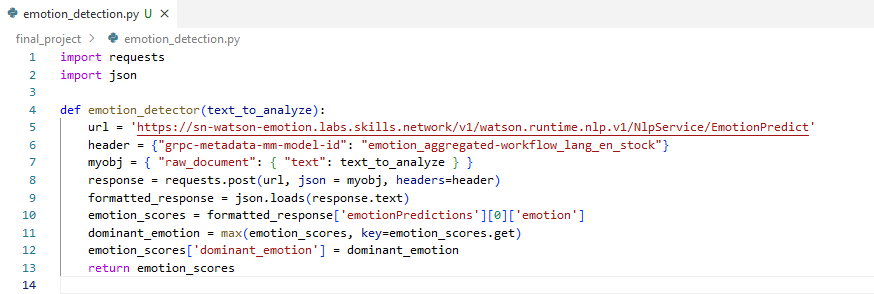 emotion_detection.py U ×
final_project > emotion_detection.py
1 import requests
2 import json
3
4 def emotion_detector(text_to_analyze):
5     url = 'https://sn-watson-emotion.labs.skills.network/v1/watson.runtime.nlp.v1/NlpService/EmotionPredict'
6     header = {"grpc-metadata-mm-model-id": "emotion_aggregated-workflow_lang_en_stock"}
7     myobj = { "raw_document": { "text": text_to_analyze } }
8     response = requests.post(url, json = myobj, headers=header)
9     formatted_response = json.loads(response.text)
10     emotion_scores = formatted_response['emotionPredictions'][0]['emotion']
11     dominant_emotion = max(emotion_scores, key=emotion_scores.get)
12     emotion_scores['dominant_emotion'] = dominant_emotion
13     return emotion_scores
14